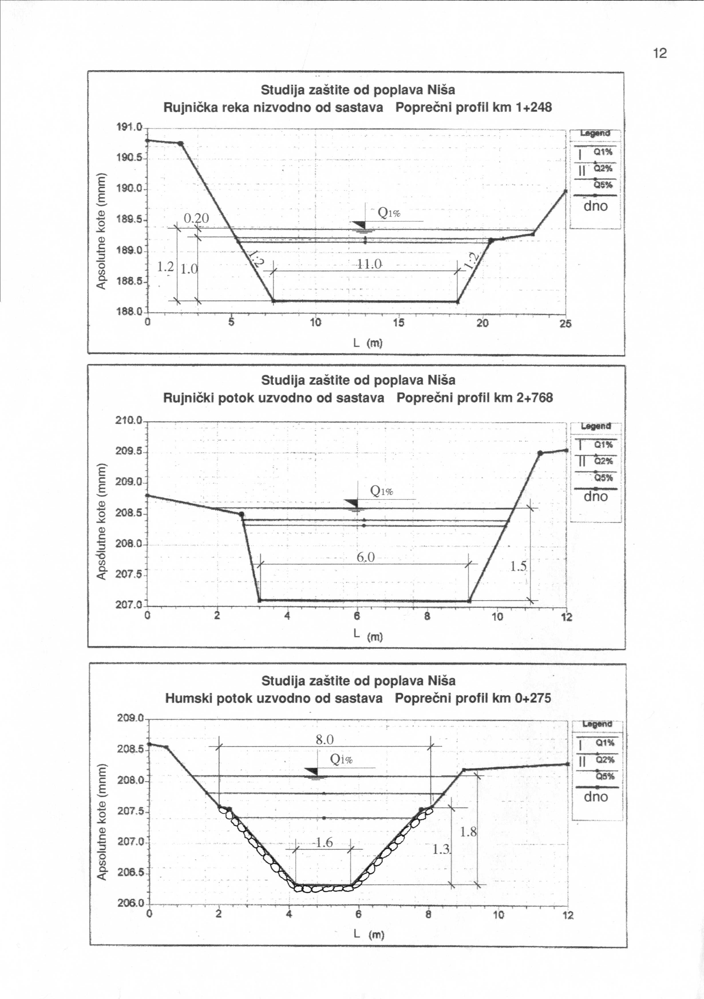 12
Studija zaštite od poplava Niša
Rujnička reka nizvodno od sastava Poprečni profil km 1+248
Apsolutne kote (mnm)
191.0
190.5
190.0
189.5
189.0
188.5
188.0
0.20
1.2
1.0
1:2
11.0
1:2
Q1%
0
5
10
15
20
25
L (m)
Legend
Q1%
Q2%
Q5%
dno
Studija zaštite od poplava Niša
Rujnički potok uzvodno od sastava Poprečni profil km 2+768
Apsolutne kote (mnm)
210.0
209.5
209.0
208.5
208.0
207.5
207.0
Q1%
6.0
1.5
0
2
4
6
8
10
12
L (m)
Legend
Q1%
Q2%
Q5%
dno
Studija zaštite od poplava Niša
Humski potok uzvodno od sastava Poprečni profil km 0+275
Apsolutne kote (mnm)
209.0
208.5
208.0
207.5
207.0
206.5
206.0
8.0
Q1%
1.6
1.3
1.8
0
2
4
6
8
10
12
L (m)
Legend
Q1%
Q2%
Q5%
dno